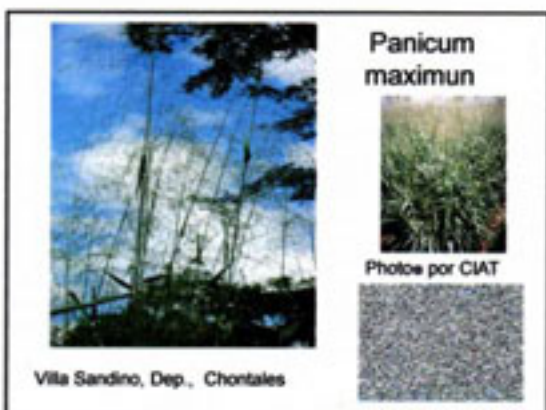 Panicum
maximun
Photos por CIAT
Villa Sandino, Dep., Chontales